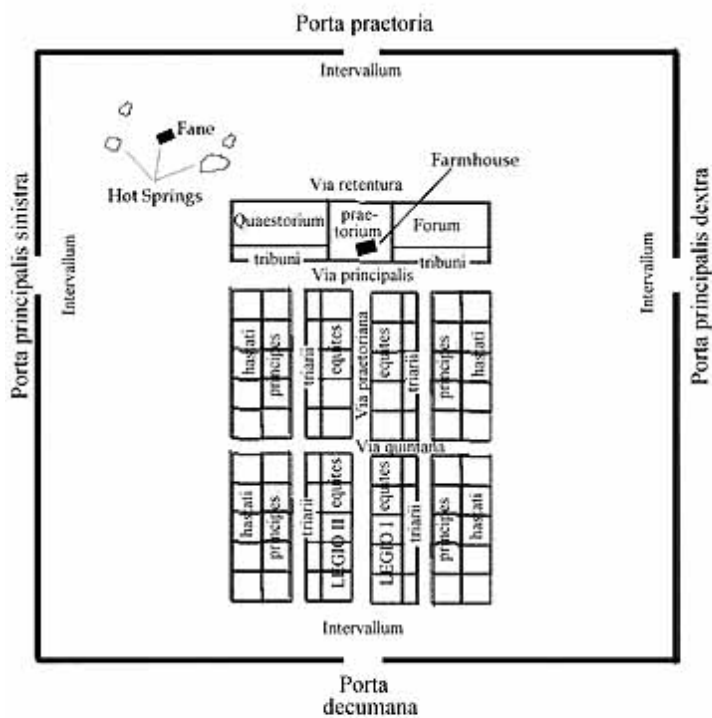 Porta praetoria
Intervallum
Fane
Hot Springs
Farmhouse
Via retentura
Quaestorium
prae-
torium
Forum
tribuni
tribuni
Via principalis
Porta principalis sinistra
Intervallum
Intervallum
Porta principalis dextra
hastati
principes
triarii
equites
Via praetoriana
equites
triarii
principes
hastati
Via quintana
hastati
principes
triarii
equites
LEGIO II
LEGIO I
equites
triarii
principes
hastati
Intervallum
Porta
decumana